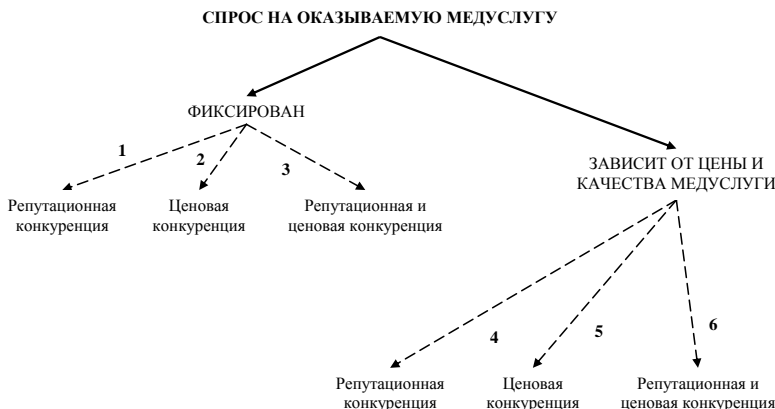 СПРОС НА ОКАЗЫВАЕМУЮ МЕДУСЛУГУ
ФИКСИРОВАН
1
2
3
ЗАВИСИТ ОТ ЦЕНЫ И
КАЧЕСТВА МЕДУСЛУГИ
Репутационная
конкуренция
Ценовая
конкуренция
Репутационная и
ценовая конкуренция
4
5
6
Репутационная
конкуренция
Ценовая
конкуренция
Репутационная и
ценовая конкуренция